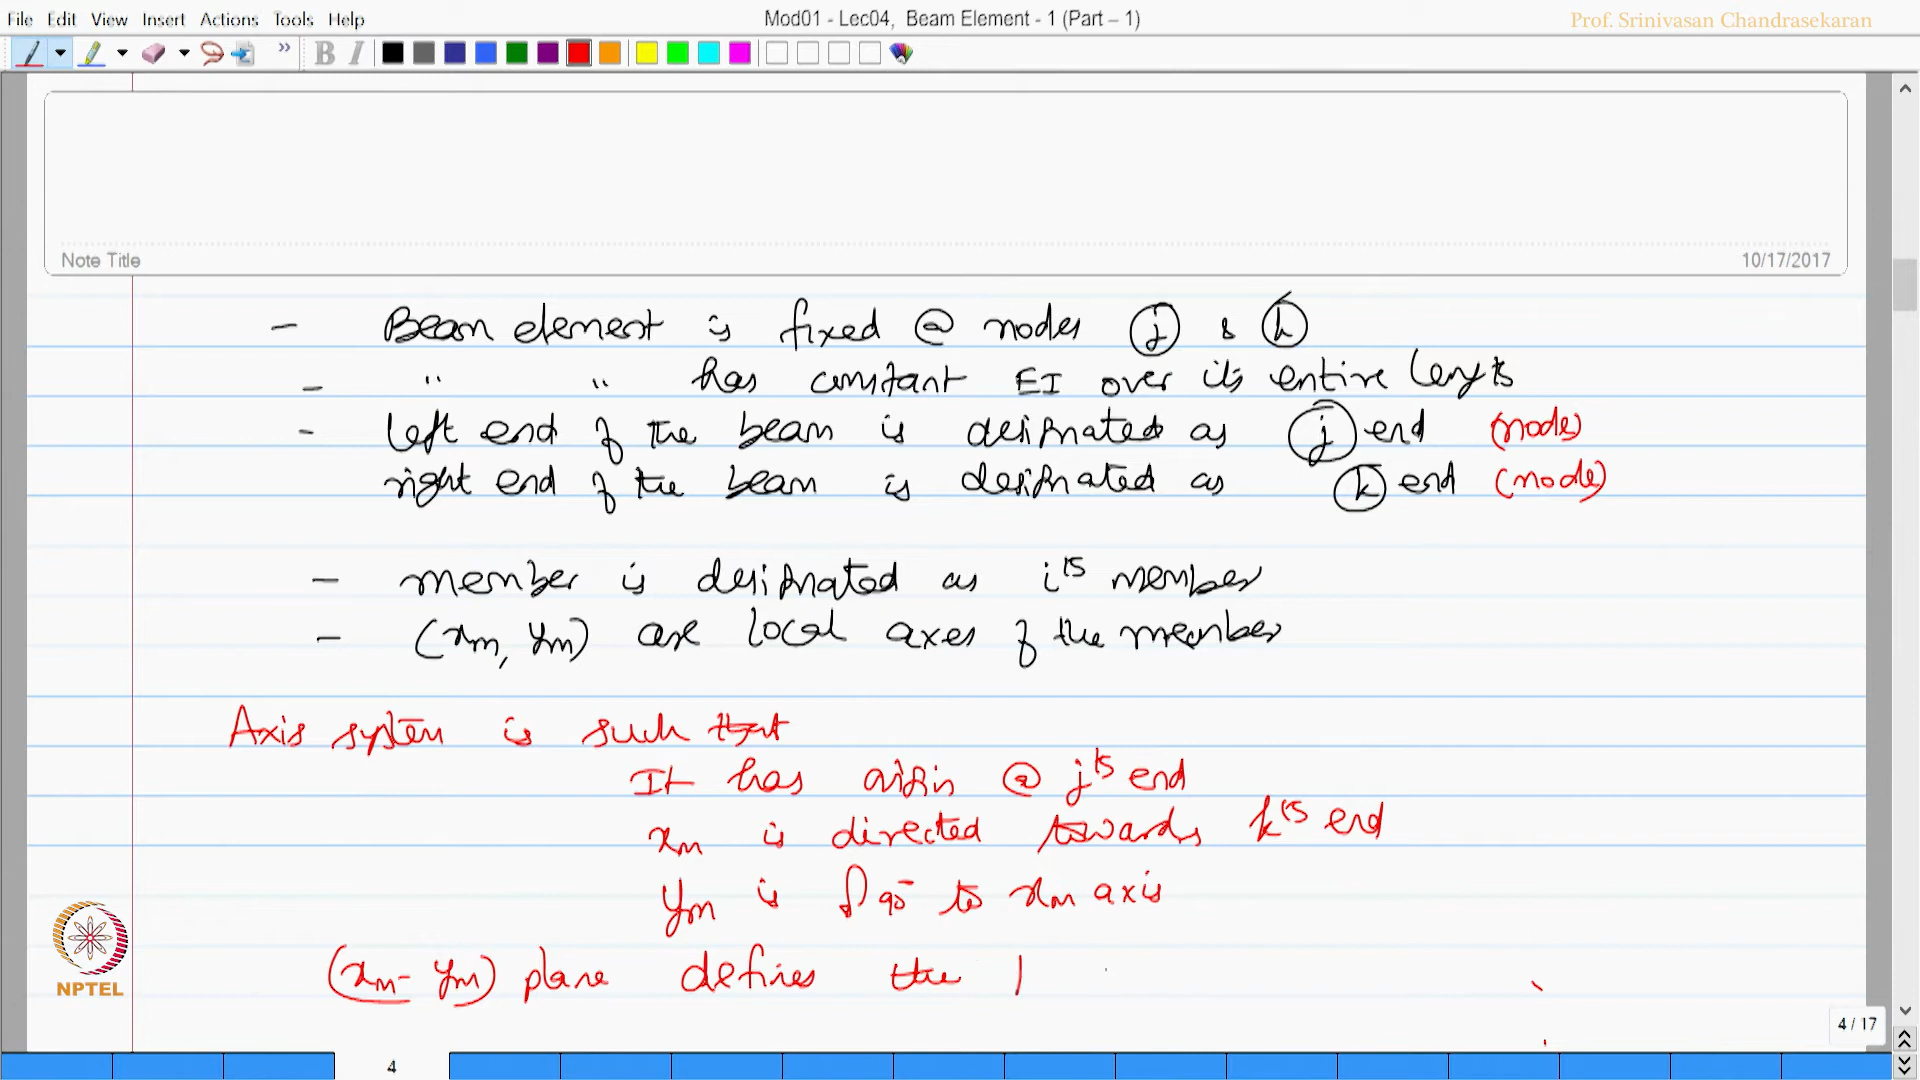 File Edit View Insert Actions Tools Help
Mod01 - Lec04, Beam Element - 1 (Part – 1)
Prof. Srinivasan Chandrasekaran
B I
Note Title
10/17/2017
- Beam element is fixed @ nodes j & k
- " " has constant EI over its entire length
- left end of the beam is designated as j end (node)
right end of the beam is designated as k end (node)
- member is designated as ith member
- (xm, ym) are local axes of the member
Axis system is such that
It has origin @ jth end
xm is directed towards kth end
ym is 90 to xm axis
(xm - ym) plane defines the
NPTEL
4 / 17
4